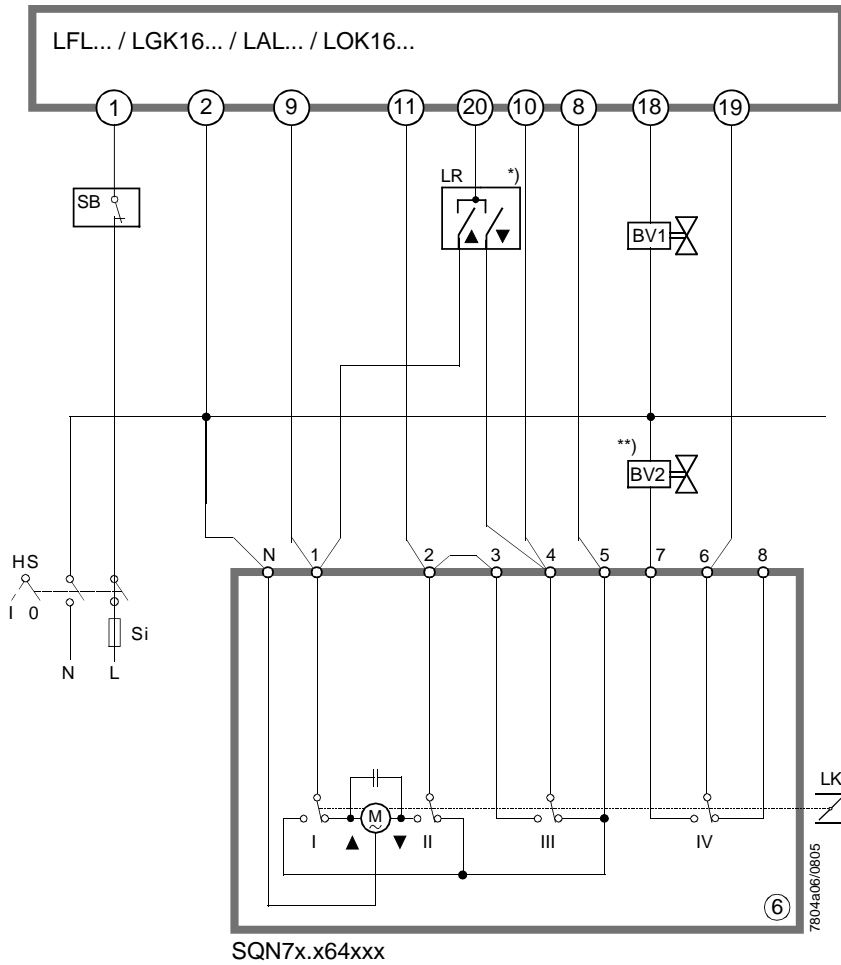 LFL... / LGK16... / LAL... / LOK16...
1 2 9 11 20 10 8 18 19
LR *)
SB
BV1
**)
BV2
HS
I 0
Si
N L
N 1 2 3 4 5 7 6 8
LK
M
~
I ▲ ▼ II III IV
6
7804a06/0805
SQN7x.x64xxx